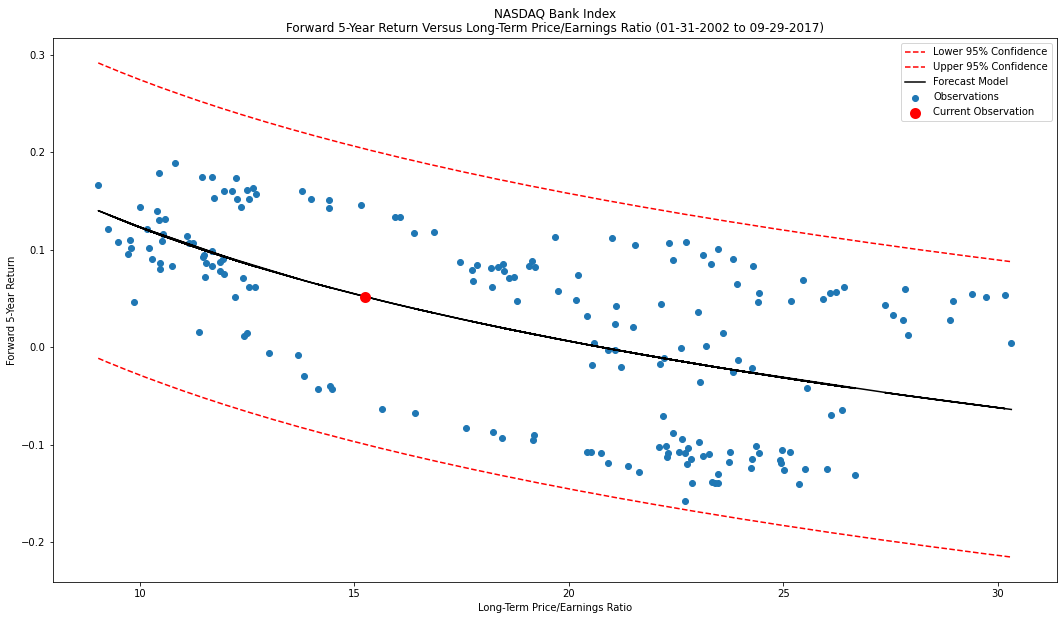 NASDAQ Bank Index
Forward 5-Year Return Versus Long-Term Price/Earnings Ratio (01-31-2002 to 09-29-2017)
Lower 95% Confidence
Upper 95% Confidence
Forecast Model
Observations
Current Observation
Forward 5-Year Return
0.3
0.2
0.1
0.0
−0.1
−0.2
10 15 20 25 30
Long-Term Price/Earnings Ratio